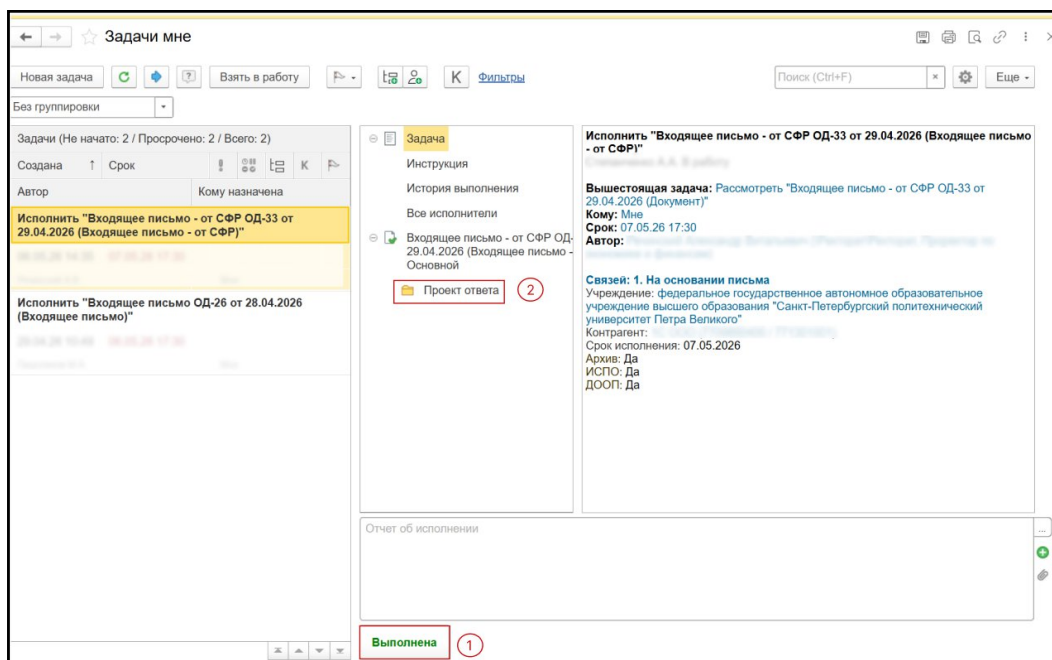 Задачи мне
Новая задача
Взять в работу
K
Фильтры
Поиск (Ctrl+F)
×
Еще
Без группировки
Задачи (Не начато: 2 / Просрочено: 2 / Всего: 2)
Создана ↑ Срок
K
Автор Кому назначена
Исполнить "Входящее письмо - от СФР ОД-33 от
29.04.2026 (Входящее письмо - от СФР)"
Исполнить "Входящее письмо ОД-26 от 28.04.2026
(Входящее письмо)"
Задача
Инструкция
История выполнения
Все исполнители
Входящее письмо - от СФР ОД-
29.04.2026 (Входящее письмо -
Основной
Проект ответа
2
Исполнить "Входящее письмо - от СФР ОД-33 от 29.04.2026 (Входящее письмо
- от СФР)"
Вышестоящая задача: Рассмотреть "Входящее письмо - от СФР ОД-33 от
29.04.2026 (Документ)"
Кому: Мне
Срок: 07.05.26 17:30
Автор:
Связей: 1. На основании письма
Учреждение: федеральное государственное автономное образовательное
учреждение высшего образования "Санкт-Петербургский политехнический
университет Петра Великого"
Контрагент:
Срок исполнения: 07.05.2026
Архив: Да
ИСПО: Да
ДООП: Да
Отчет об исполнении
...
Выполнена
1